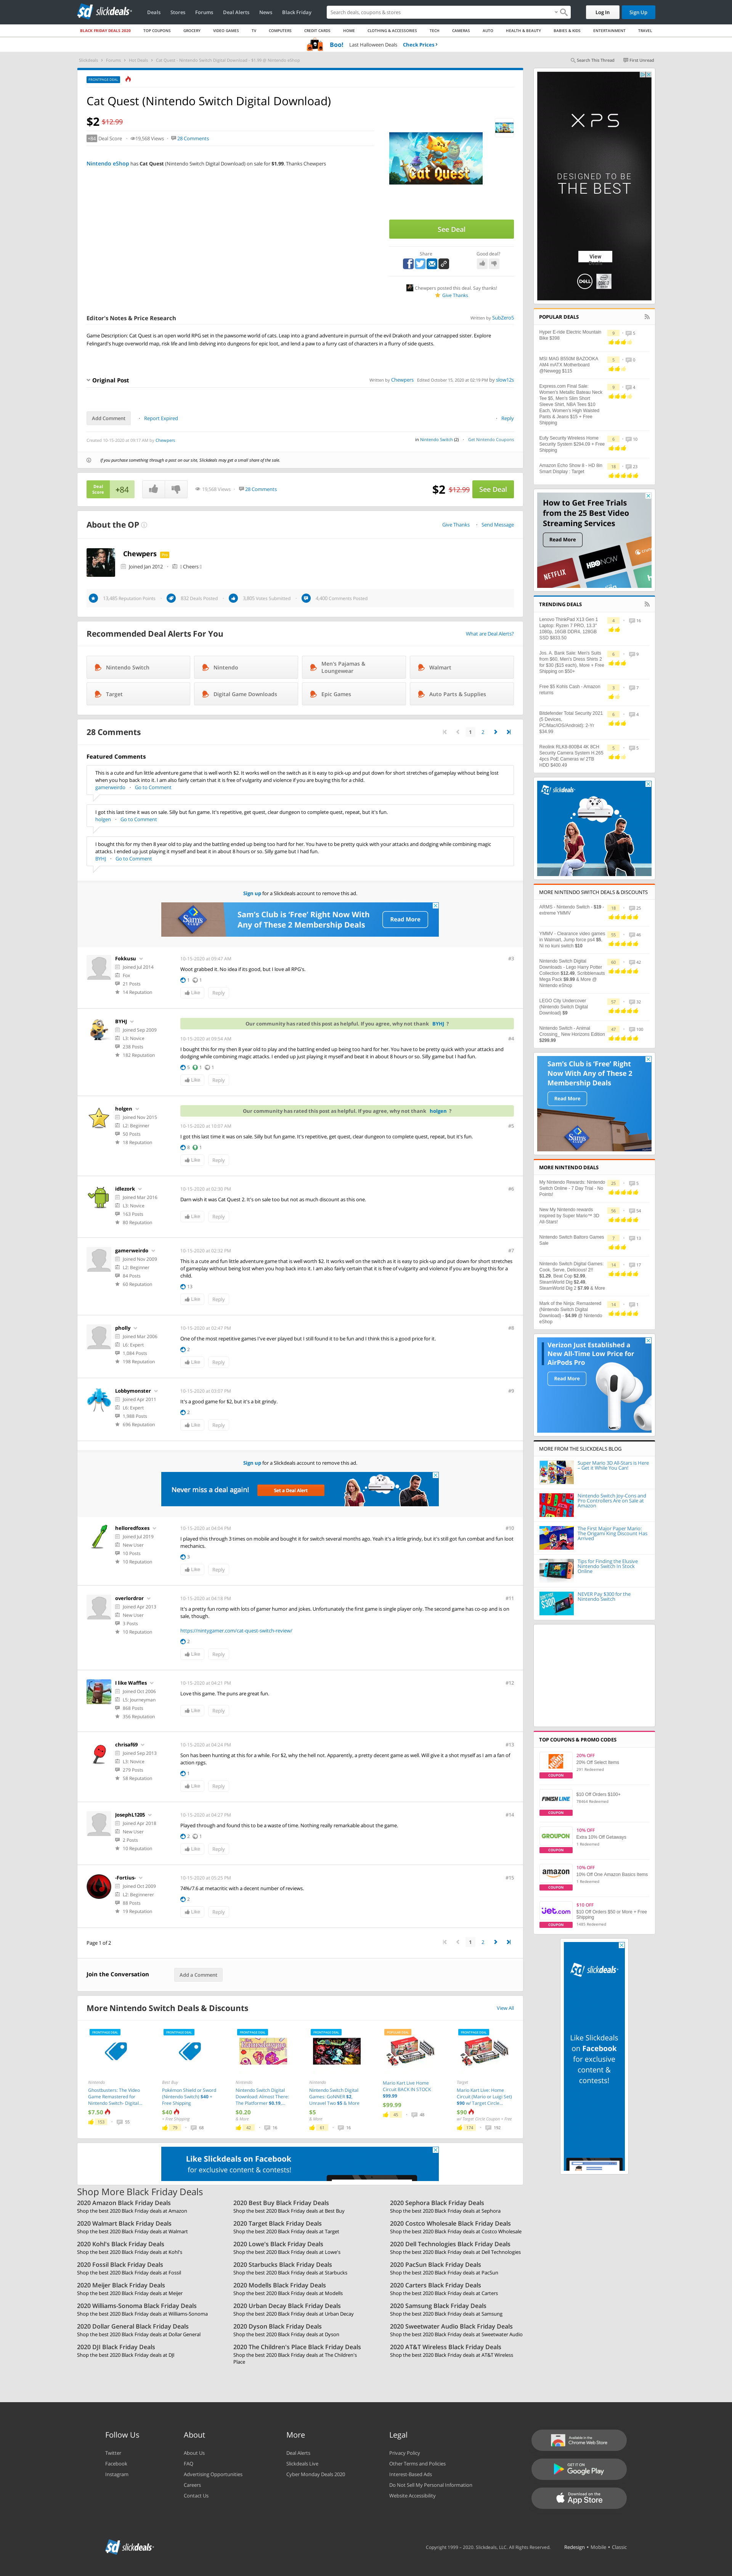 slickdeals
Deals Stores Forums Deal Alerts News Black Friday
Search deals, coupons & stores
Log In Sign Up
BLACK FRIDAY DEALS 2020 TOP COUPONS GROCERY VIDEO GAMES TV COMPUTERS CREDIT CARDS HOME CLOTHING & ACCESSORIES TECH CAMERAS AUTO HEALTH & BEAUTY BABIES & KIDS ENTERTAINMENT TRAVEL
Boo! Last Halloween Deals Check Prices
Search This Thread First Unread
FRONTPAGE DEAL
Cat Quest (Nintendo Switch Digital Download)
$2 $12.99
+84 Deal Score 19,568 Views 28 Comments
Nintendo eShop has Cat Quest (Nintendo Switch Digital Download) on sale for $1.99. Thanks Chewpers
Cat Quest
See Deal
Share Good deal?
Chewpers posted this deal. Say thanks!
Give Thanks
Editor's Notes & Price Research Written by SubZero5
Game Description: Cat Quest is an open world RPG set in the pawsome world of cats. Leap into a grand adventure in purrsuit of the evil Drakoth and your catnapped sister. Explore
Felingard's huge overworld map, risk life and limb delving into dungeons for epic loot, and lend a paw to a furry cast of characters in a flurry of side quests.
Original Post Written by Chewpers Edited October 15, 2020 at 02:19 PM by slow12s
Add Comment Report Expired Reply
Created 10-15-2020 at 09:11 AM by Chewpers in Nintendo Switch (2) Get Nintendo Coupons
If you purchase something through a post on our site, Slickdeals may get a small share of the sale.
Deal Score +84 19,568 Views 28 Comments $2 $12.99 See Deal
About the OP Give Thanks Send Message
Chewpers Pro
Joined Jan 2012 ( Cheers )
13,485 Reputation Points 832 Deals Posted 3,805 Votes Submitted 4,400 Comments Posted
Recommended Deal Alerts For You What are Deal Alerts?
Nintendo Switch Nintendo Men's Pajamas & Loungewear Walmart
Target Digital Game Downloads Epic Games Auto Parts & Supplies
28 Comments 1 2
Featured Comments
This is a cute and fun little adventure game that is well worth $2. It works well on the switch as it is easy to pick-up and put down for short stretches of gameplay without being lost
when you hop back into it. I am also fairly certain that it is free of vulgarity and obscenity if you are buying this for a child.
gamerweirdo Go to Comment
I got this last time it was on sale. Silly but fun game. It's repetitive, get quest, clear dungeon to complete quest, repeat, but it's fun.
holgen Go to Comment
I bought this for my then 8 year old to play and the battling ended up being too hard for her. You have to be pretty quick with your attacks and dodging while combining magic
attacks. I ended up just playing it myself and beat it in about 8 hours or so. Silly game but I had fun.
BYHJ Go to Comment
Sign up for a Slickdeals account to remove this ad.
Sam's Club is 'Free' Right Now With
Any of These 2 Membership Deals
Read More
Fokkusu 10-15-2020 at 09:47 AM #3
Joined Jul 2014
Fox
21 Posts
14 Reputation
Woot grabbed it. No idea if its good, but I love all RPG's.
Like Reply
BYHJ
Our community has rated this post as helpful. If you agree, why not thank BYHJ ?
Joined Sep 2009
L3: Novice
238 Posts
182 Reputation
10-15-2020 at 09:54 AM #4
I bought this for my then 8 year old to play and the battling ended up being too hard for her. You have to be pretty quick with your attacks and
dodging while combining magic attacks. I ended up just playing it myself and beat it in about 8 hours or so. Silly game but I had fun.
Like Reply
holgen
Our community has rated this post as helpful. If you agree, why not thank holgen ?
Joined Nov 2015
L2: Beginner
50 Posts
18 Reputation
10-15-2020 at 10:07 AM #5
I got this last time it was on sale. Silly but fun game. It's repetitive, get quest, clear dungeon to complete quest, repeat, but it's fun.
Like Reply
idlezork 10-15-2020 at 02:30 PM #6
Joined Mar 2016
L3: Novice
163 Posts
80 Reputation
Darn wish it was Cat Quest 2. It's on sale too but not as much discount as this one.
Like Reply
gamerweirdo 10-15-2020 at 02:32 PM #7
Joined Nov 2009
L2: Beginner
84 Posts
60 Reputation
This is a cute and fun little adventure game that is well worth $2. It works well on the switch as it is easy to pick-up and put down for short stretches
of gameplay without being lost when you hop back into it. I am also fairly certain that it is free of vulgarity and obscenity if you are buying this for a
child.
13
Like Reply
pholly 10-15-2020 at 02:47 PM #8
Joined Mar 2006
L6: Expert
1,084 Posts
198 Reputation
One of the most repetitive games I've ever played but I still found it to be fun and I think this is a good price for it.
2
Like Reply
Lobbymonster 10-15-2020 at 03:07 PM #9
Joined Apr 2011
L6: Expert
1,388 Posts
696 Reputation
It's a good game for $2, but it's a bit grindy.
2
Like Reply
Sign up for a Slickdeals account to remove this ad.
Never miss a deal again! Set a Deal Alert
helloredfoxes 10-15-2020 at 04:04 PM #10
Joined Jul 2019
New User
10 Posts
10 Reputation
I played this through 3 times on mobile and bought it for switch several months ago. Yeah it's a little grindy, but it's still got fun combat and fun loot
mechanics.
3
Like Reply
overlordror 10-15-2020 at 04:18 PM #11
Joined Apr 2013
New User
3 Posts
10 Reputation
It's a pretty fun romp with lots of gamer humor and jokes. Unfortunately the first game is single player only. The second game has co-op and is on
sale, though.
https://nintygamer.com/cat-quest-switch-review/
2
Like Reply
I like Waffles 10-15-2020 at 04:21 PM #12
Joined Oct 2006
L5: Journeyman
868 Posts
356 Reputation
Love this game. The puns are great fun.
Like Reply
chrisaf69 10-15-2020 at 04:24 PM #13
Joined Sep 2013
L3: Novice
279 Posts
58 Reputation
Son has been hunting at this for a while. For $2, why the hell not. Apparently, a pretty decent game as well. Will give it a shot myself as I am a fan of
action rpgs.
1
Like Reply
JosephL1205 10-15-2020 at 04:27 PM #14
Joined Apr 2018
New User
2 Posts
10 Reputation
Played through and found this to be a waste of time. Nothing really remarkable about the game.
2 1
Like Reply
-Fortius- 10-15-2020 at 05:25 PM #15
Joined Oct 2009
L2: Beginnerer
88 Posts
19 Reputation
74%/7.6 at metacritic with a decent number of reviews.
2
Like Reply
Page 1 of 2 1 2
Join the Conversation Add a Comment
More Nintendo Switch Deals & Discounts View All
Ghostbusters: The Video Game Remastered for Nintendo Switch- Digital...
$7.50
Pokémon Shield or Sword (Nintendo Switch) $40 + Free Shipping
$40
Nintendo Switch Digital Download: Almost There: The Platformer $0.19...
$0.20
Nintendo Switch Digital Games: GoNNER $2, Unravel Two $5 & More
$5
Mario Kart Live Home Circuit BACK IN STOCK $99.99
$99.99
Mario Kart Live: Home Circuit (Mario or Luigi Set) $90 w/ Target Circle...
$90
Like Slickdeals on Facebook
for exclusive content & contests!
Shop More Black Friday Deals
2020 Amazon Black Friday Deals 2020 Best Buy Black Friday Deals 2020 Sephora Black Friday Deals
Shop the best 2020 Black Friday deals at Amazon Shop the best 2020 Black Friday deals at Best Buy Shop the best 2020 Black Friday deals at Sephora
2020 Walmart Black Friday Deals 2020 Target Black Friday Deals 2020 Costco Wholesale Black Friday Deals
Shop the best 2020 Black Friday deals at Walmart Shop the best 2020 Black Friday deals at Target Shop the best 2020 Black Friday deals at Costco Wholesale
2020 Kohl's Black Friday Deals 2020 Lowe's Black Friday Deals 2020 Dell Technologies Black Friday Deals
Shop the best 2020 Black Friday deals at Kohl's Shop the best 2020 Black Friday deals at Lowe's Shop the best 2020 Black Friday deals at Dell Technologies
2020 Fossil Black Friday Deals 2020 Starbucks Black Friday Deals 2020 PacSun Black Friday Deals
Shop the best 2020 Black Friday deals at Fossil Shop the best 2020 Black Friday deals at Starbucks Shop the best 2020 Black Friday deals at PacSun
2020 Meijer Black Friday Deals 2020 Modells Black Friday Deals 2020 Carters Black Friday Deals
Shop the best 2020 Black Friday deals at Meijer Shop the best 2020 Black Friday deals at Modells Shop the best 2020 Black Friday deals at Carters
2020 Williams-Sonoma Black Friday Deals 2020 Urban Decay Black Friday Deals 2020 Samsung Black Friday Deals
Shop the best 2020 Black Friday deals at Williams-Sonoma Shop the best 2020 Black Friday deals at Urban Decay Shop the best 2020 Black Friday deals at Samsung
2020 Dollar General Black Friday Deals 2020 Dyson Black Friday Deals 2020 Sweetwater Audio Black Friday Deals
Shop the best 2020 Black Friday deals at Dollar General Shop the best 2020 Black Friday deals at Dyson Shop the best 2020 Black Friday deals at Sweetwater Audio
2020 DJI Black Friday Deals 2020 The Children's Place Black Friday Deals 2020 AT&T Wireless Black Friday Deals
Shop the best 2020 Black Friday deals at DJI Shop the best 2020 Black Friday deals at The Children's Place Shop the best 2020 Black Friday deals at AT&T Wireless
XPS
DESIGNED TO BE
THE BEST
View
DELL
POPULAR DEALS
Hyper E-ride Electric Mountain Bike $398
MSI MAG B550M BAZOOKA AM4 mATX Motherboard @Newegg $115
Express.com Final Sale: Women's Metallic Bateau Neck Tee $5, Men's Slim Short Sleeve Shirt, NBA Tees $10 Each, Women's High Waisted Pants & Jeans $15 + Free Shipping
Eufy Security Wireless Home Security System $294.09 + Free Shipping
Amazon Echo Show 8 - HD 8in Smart Display : Target
How to Get Free Trials
from the 25 Best Video
Streaming Services
Read More
NETFLIX HBO NOW
TRENDING DEALS
Lenovo ThinkPad X13 Gen 1 Laptop: Ryzen 7 PRO, 13.3" 1080p, 16GB DDR4, 128GB SSD $833.50
Jos. A. Bank Sale: Men's Suits from $60, Men's Dress Shirts 2 for $30 ($15 each), More + Free Shipping on $50+
Free $5 Kohls Cash - Amazon returns
Bitdefender Total Security 2021 (5 Devices, PC/Mac/iOS/Android): 2-Yr $34.99
Reolink RLK8-800B4 4K 8CH Security Camera System H.265 4pcs PoE Cameras w/ 2TB HDD $400.49
slickdeals
MORE NINTENDO SWITCH DEALS & DISCOUNTS
ARMS - Nintendo Switch - $19 - extreme YMMV
YMMV - Clearance video games in Walmart. Jump force ps4 $5. Ni no kuni switch $10
Nintendo Switch Digital Downloads - Lego Harry Potter Collection $12.49, Scribblenauts Mega Pack $9.99 & More @ Nintendo eShop
LEGO City Undercover (Nintendo Switch Digital Download) $8
Nintendo Switch - Animal Crossing_ New Horizons Edition $299.99
Sam's Club is 'Free' Right
Now With Any of These 2
Membership Deals
Read More
Sam's
MORE NINTENDO DEALS
My Nintendo Rewards: Nintendo Switch Online - 7 Day Trial - No Points!
New My Nintendo rewards inspired by Super Mario™ 3D All-Stars!
Nintendo Switch Battors Games Sale
Nintendo Switch Digital Games: Cook, Serve, Delicious! 2!! $1.29, Beat Cop $2.99, SteamWorld Dig $2.49, SteamWorld Dig 2 $7.99 & More
Mark of the Ninja: Remastered (Nintendo Switch Digital Download) - $4.99 @ Nintendo eShop
Verizon Just Established a
New All-Time Low Price for
AirPods Pro
Read More
MORE FROM THE SLICKDEALS BLOG
Super Mario 3D All-Stars is Here – Get it While You Can!
Nintendo Switch Joy-Cons and Pro Controllers Are on Sale at Amazon
The First Major Paper Mario: The Origami King Discount Has Arrived
Tips for Finding the Elusive Nintendo Switch In Stock Online
NEVER Pay $300 for the Nintendo Switch
TOP COUPONS & PROMO CODES
20% OFF
20% Off Select Items
COUPON
FINISH LINE
$10 Off Orders $100+
COUPON
GROUPON
10% OFF
Extra 10% Off Getaways
1 Redeemed
COUPON
amazon
10% OFF
10% Off One Amazon Basics Items
1 Redeemed
COUPON
Jet.com
$10 OFF
$10 Off Orders $50 or More + Free Shipping
COUPON
slickdeals
Like Slickdeals
on Facebook
for exclusive
content &
contests!
Follow Us About More Legal
Twitter About Us Deal Alerts Privacy Policy
Facebook FAQ Slickdeals Live Other Terms and Policies
Instagram Advertising Opportunities Cyber Monday Deals 2020 Interest-Based Ads
Careers Do Not Sell My Personal Information
Contact Us Website Accessibility
Available in the Chrome Web Store
GET IT ON Google Play
Download on the App Store
slickdeals
Copyright 1999 - 2020. Slickdeals, LLC. All Rights Reserved Redesign • Mobile • Classic